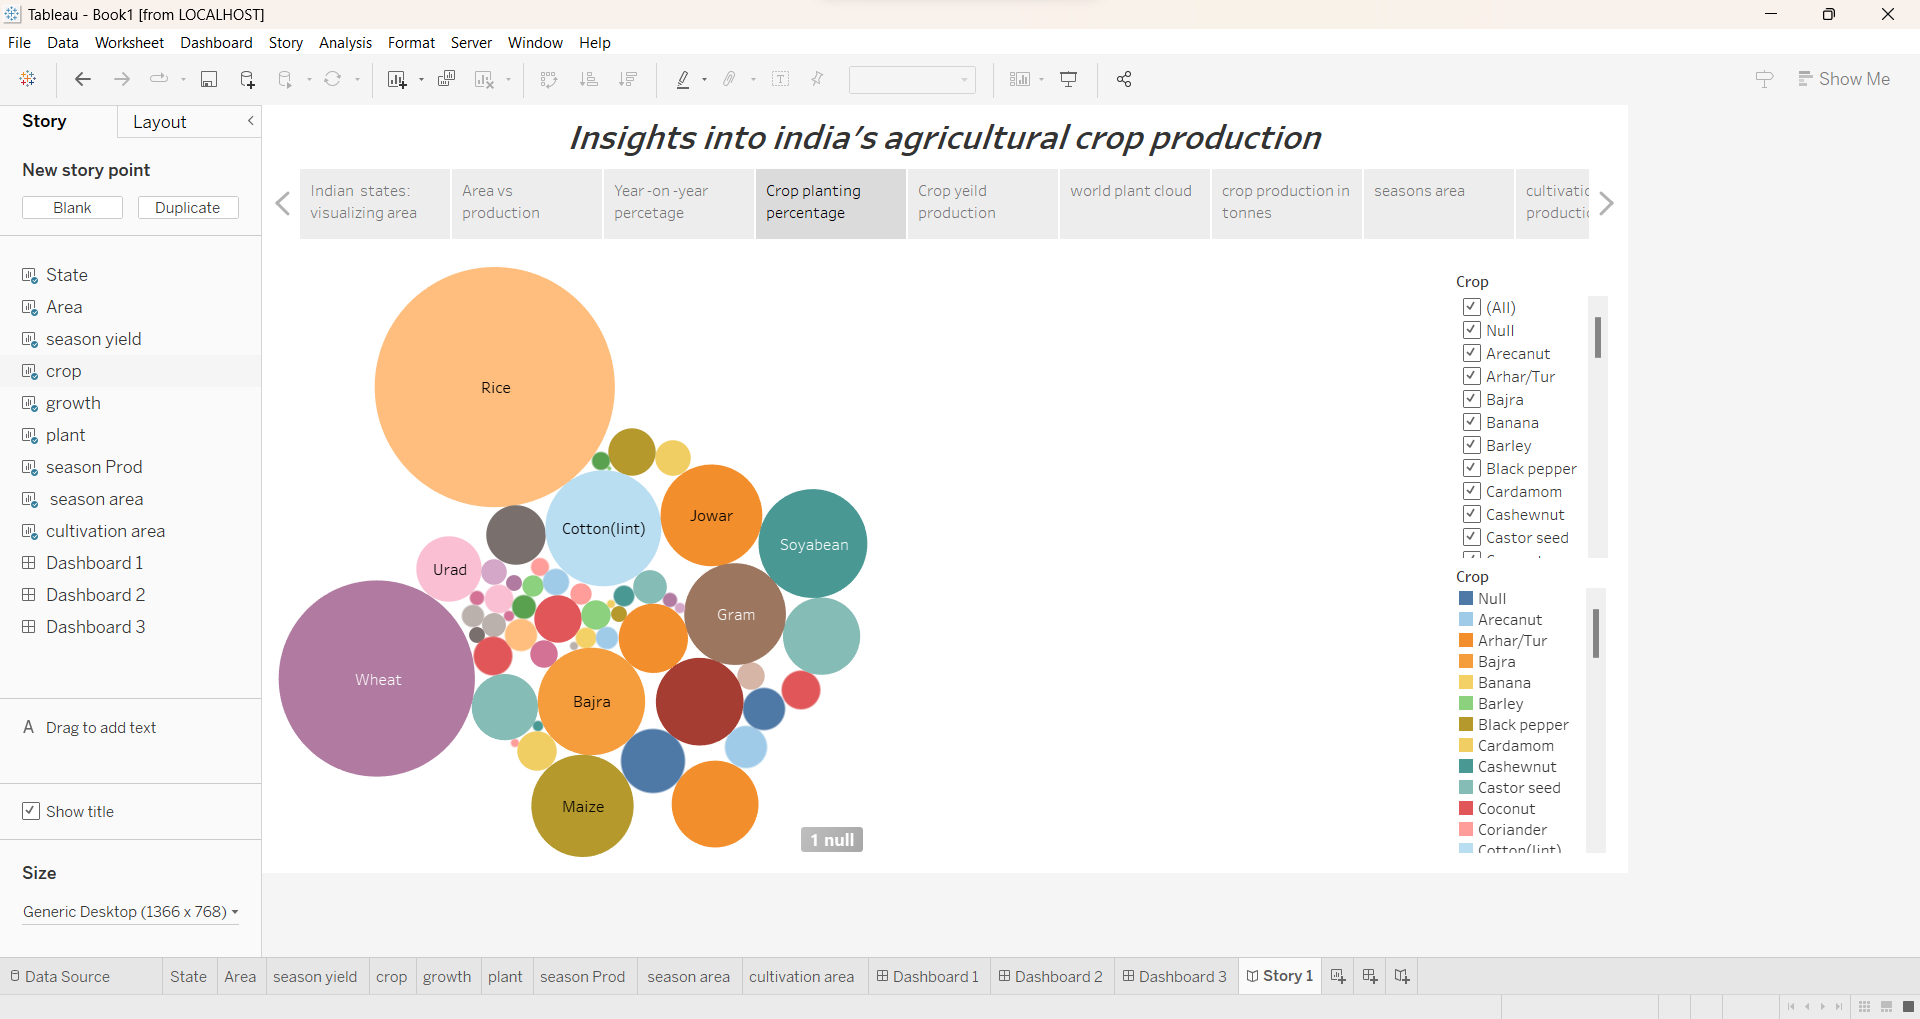 Tableau - Book1 [from LOCALHOST]
File Data Worksheet Dashboard Story Analysis Format Server Window Help
Show Me
Story
Layout
New story point
Blank
Duplicate
State
Area
season yield
crop
growth
plant
season Prod
season area
cultivation area
Dashboard 1
Dashboard 2
Dashboard 3
A Drag to add text
Show title
Size
Generic Desktop (1366 x 768)
Insights into india's agricultural crop production
Indian states:
visualizing area
Area vs
production
Year -on -year
percetage
Crop planting
percentage
Crop yeild
production
world plant cloud
crop production in
tonnes
seasons area
Rice
Cotton(lint)
Jowar
Soyabean
Urad
Gram
Wheat
Bajra
Maize
1 null
Crop
(All)
Null
Arecanut
Arhar/Tur
Bajra
Banana
Barley
Black pepper
Cardamom
Cashewnut
Castor seed
Crop
Null
Arecanut
Arhar/Tur
Bajra
Banana
Barley
Black pepper
Cardamom
Cashewnut
Castor seed
Coconut
Coriander
Cotton(lint)
Data Source State Area season yield crop growth plant season Prod season area cultivation area Dashboard 1 Dashboard 2 Dashboard 3 Story 1